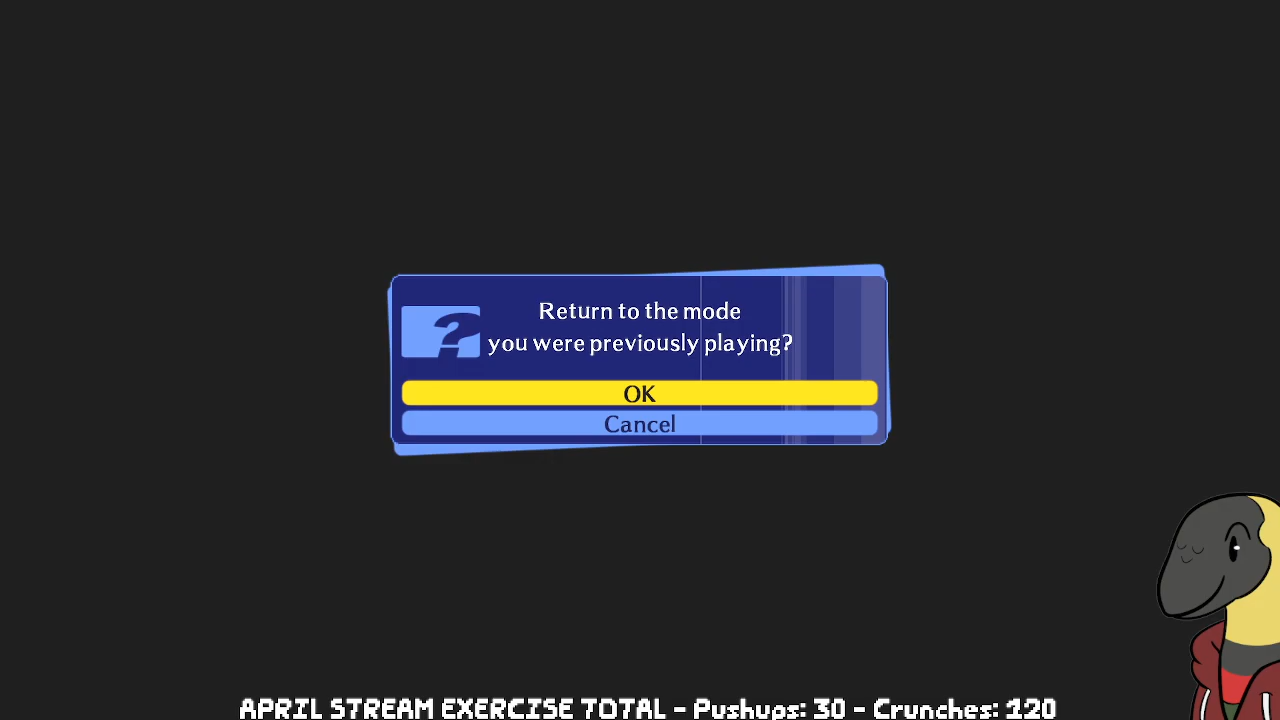 Return to the mode
you were previously playing?
OK
Cancel
APRIL STREAM EXERCISE TOTAL - Pushups: 30 - Crunches: 120